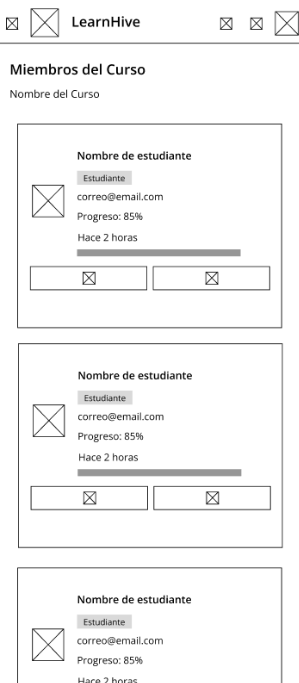 LearnHive
Miembros del Curso
Nombre del Curso
Nombre de estudiante
Estudiante
correo@email.com
Progreso: 85%
Hace 2 horas
Nombre de estudiante
Estudiante
correo@email.com
Progreso: 85%
Hace 2 horas
Nombre de estudiante
Estudiante
correo@email.com
Progreso: 85%
Hace 2 horas